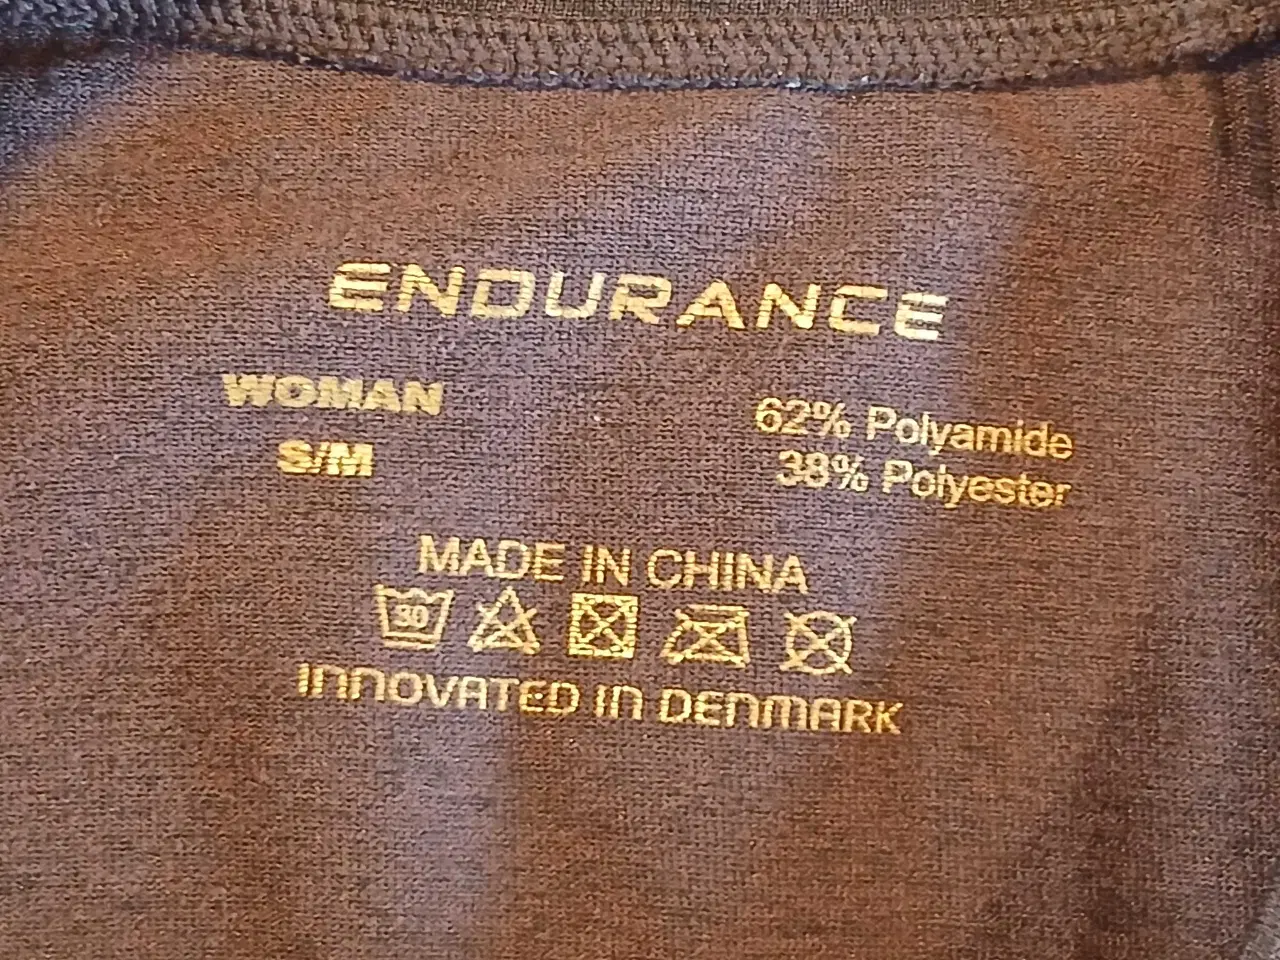 ENDURANCE
WOMAN
S/M
62% Polyamide
38% Polyester
MADE IN CHINA
30
INNOVATED IN DENMARK